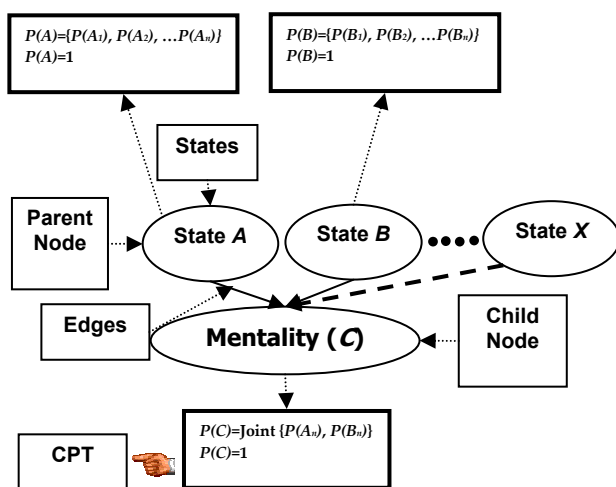 P(A)={P(A₁), P(A₂), …P(Aₙ)}
P(A)=1
P(B)={P(B₁), P(B₂), …P(Bₙ)}
P(B)=1
States
Parent
Node
State A
State B
State X
Edges
Mentality (C)
Child
Node
P(C)=Joint {P(Aₙ), P(Bₙ)}
P(C)=1
CPT